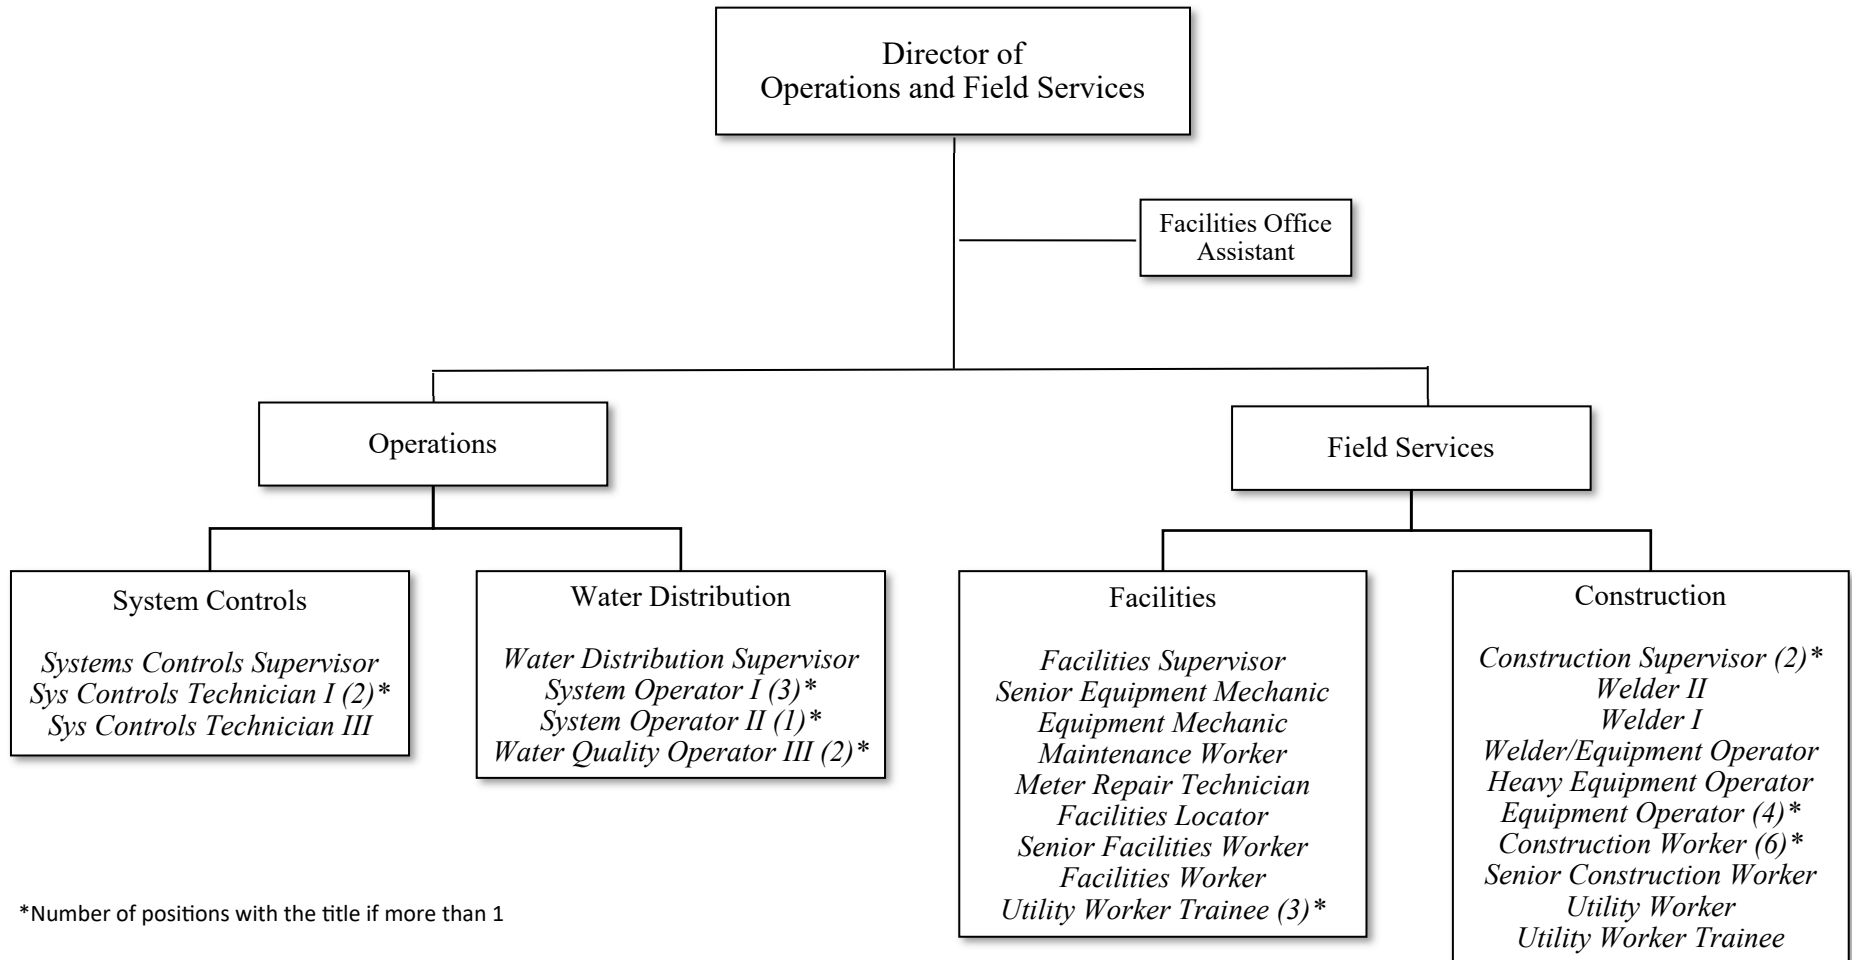 Director of
Operations and Field Services
Facilities Office
Assistant
Operations
Field Services
System Controls
Systems Controls Supervisor
Sys Controls Technician I (2)*
Sys Controls Technician III
Water Distribution
Water Distribution Supervisor
System Operator I (3)*
System Operator II (1)*
Water Quality Operator III (2)*
Facilities
Facilities Supervisor
Senior Equipment Mechanic
Equipment Mechanic
Maintenance Worker
Meter Repair Technician
Facilities Locator
Senior Facilities Worker
Facilities Worker
Utility Worker Trainee (3)*
Construction
Construction Supervisor (2)*
Welder II
Welder I
Welder/Equipment Operator
Heavy Equipment Operator
Equipment Operator (4)*
Construction Worker (6)*
Senior Construction Worker
Utility Worker
Utility Worker Trainee
*Number of positions with the title if more than 1